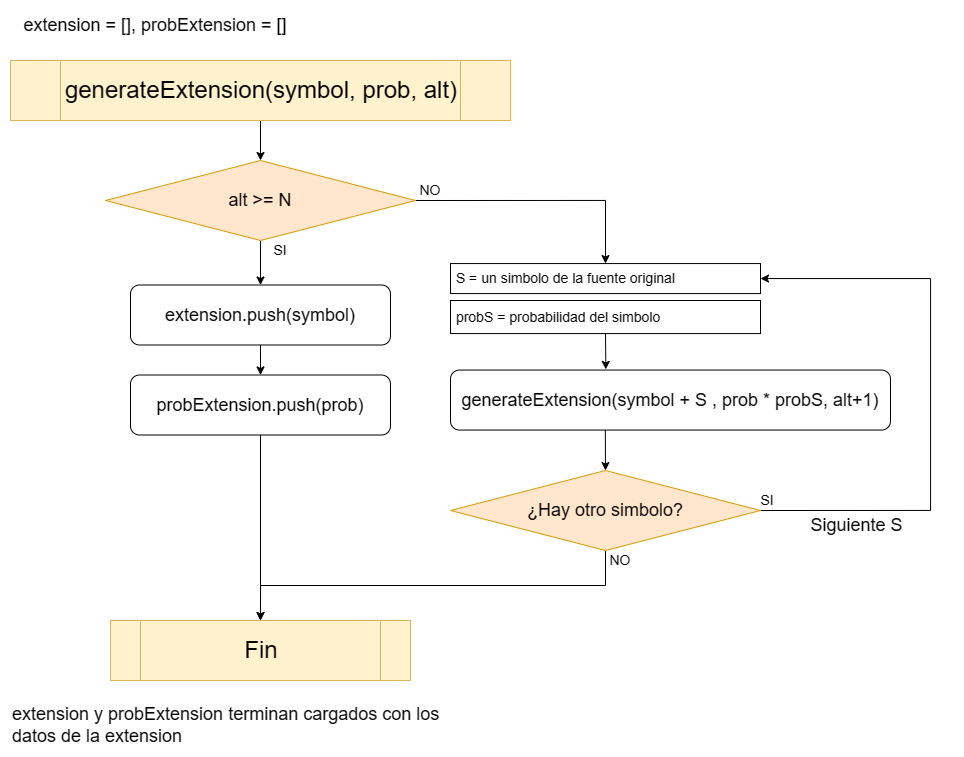 extension = [], probExtension = []
generateExtension(symbol, prob, alt)
alt >= N
NO
SI
S = un simbolo de la fuente original
probS = probabilidad del simbolo
extension.push(symbol)
generateExtension(symbol + S , prob * probS, alt+1)
probExtension.push(prob)
¿Hay otro simbolo?
SI
Siguiente S
NO
Fin
extension y probExtension terminan cargados con los
datos de la extension